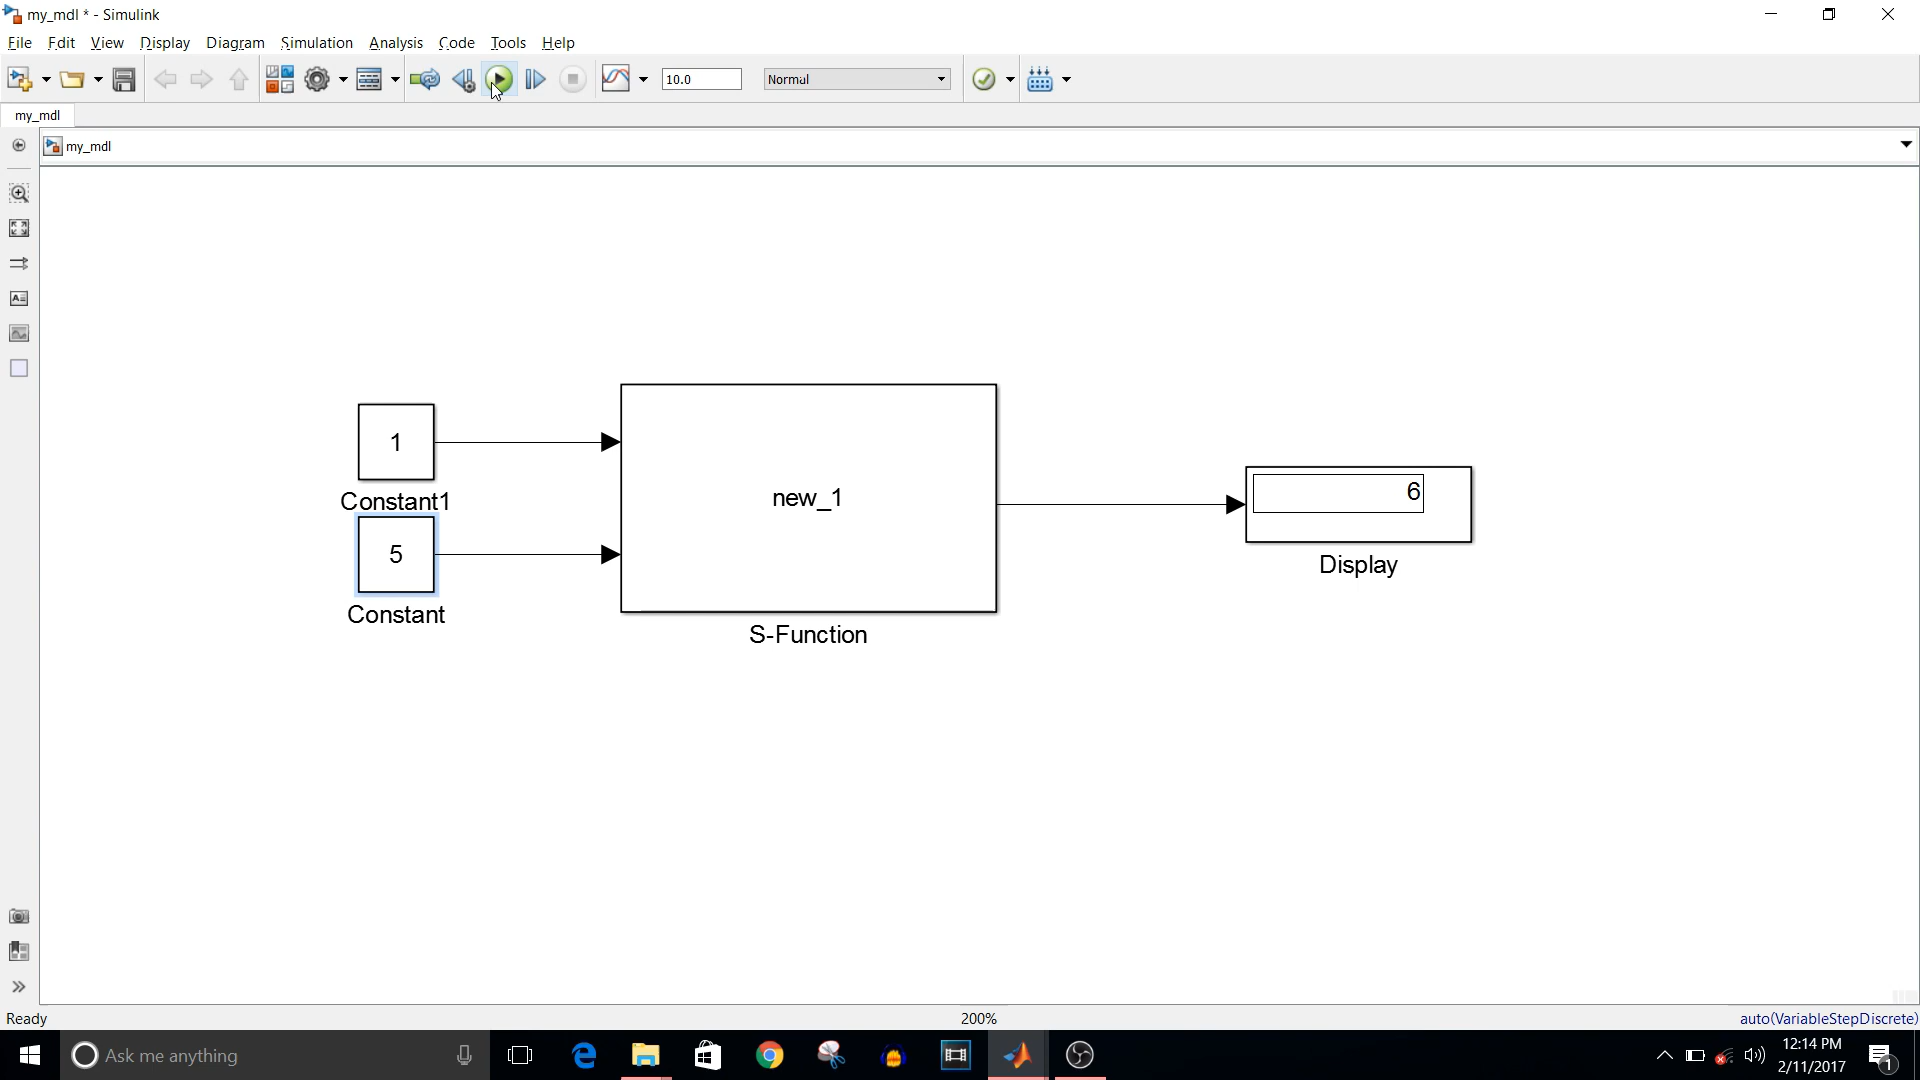 my_mdl * - Simulink
File Edit View Display Diagram Simulation Analysis Code Tools Help
10.0 Normal
my_mdl
my_mdl
1
Constant1
5
Constant
new_1
S-Function
6
Display
Ready 200% auto(VariableStepDiscrete)
Ask me anything
12:14 PM
2/11/2017
1